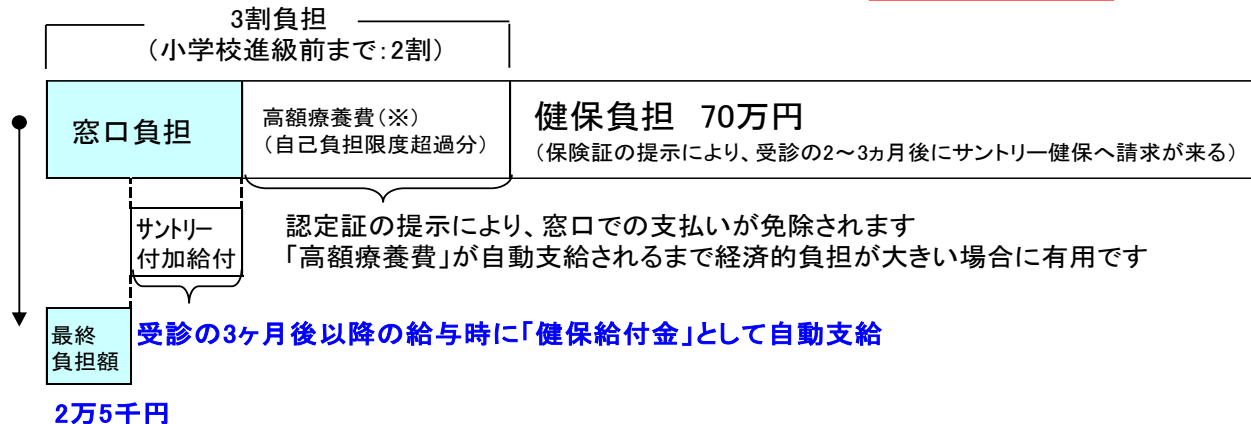 3割負担
（小学校進級前まで：2割）
窓口負担
高額療養費（※）
（自己負担限度超過分）
健保負担　70万円
（保険証の提示により、受診の2～3ヵ月後にサントリー健保へ請求が来る）
サントリー
付加給付
認定証の提示により、窓口での支払いが免除されます
「高額療養費」が自動支給されるまで経済的負担が大きい場合に有用です
最終
負担額
受診の3ヶ月後以降の給与時に「健保給付金」として自動支給
2万5千円